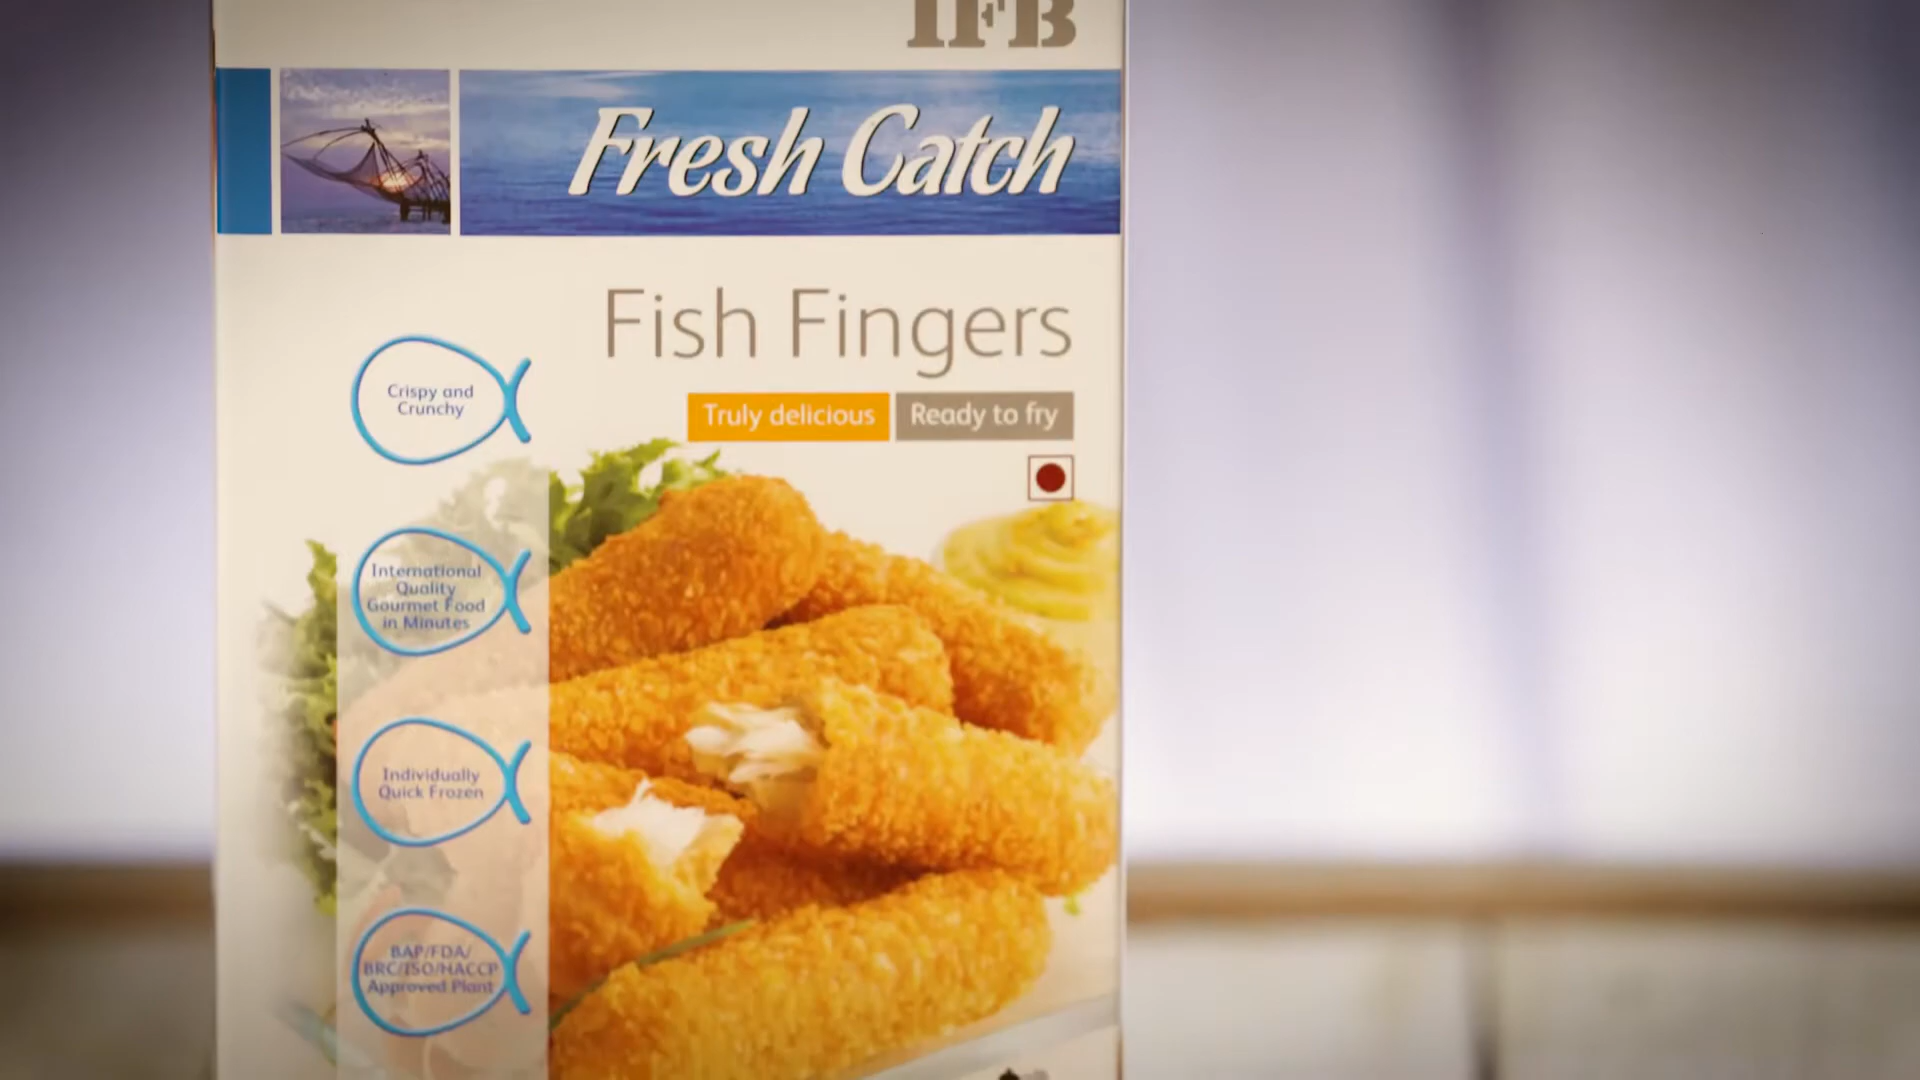 IFB
Fresh Catch
Fish Fingers
Truly delicious
Ready to fry
Crispy and
Crunchy
International
Quality
Gourmet Food
in Minutes
Individually
Quick Frozen
BAP/FDA/
BRC/ISO/HACCP
Approved Plant